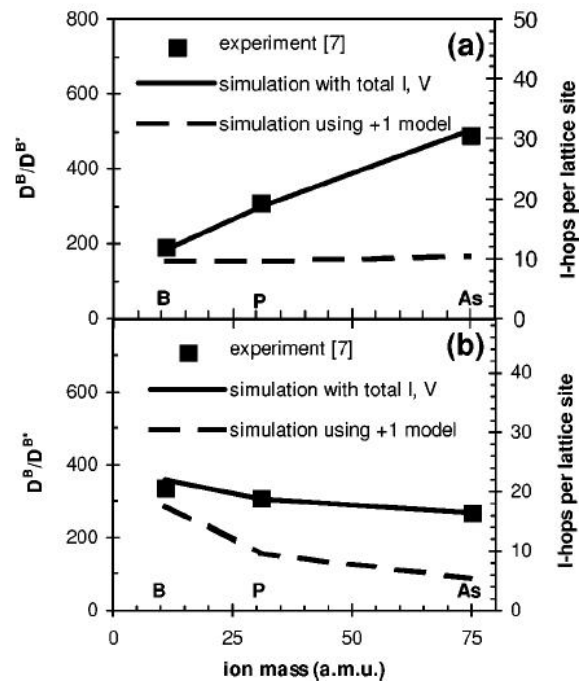 800
50
experiment [7]
(a)
simulation with total I, V
600
40
simulation using +1 model
30
400
20
200
10
B
P
As
0
0
D^B/D^B*
I-hops per lattice site
experiment [7]
(b)
simulation with total I, V
600
40
simulation using +1 model
30
400
20
200
10
B
P
As
0
0
D^B/D^B*
I-hops per lattice site
0
25
50
75
ion mass (a.m.u.)